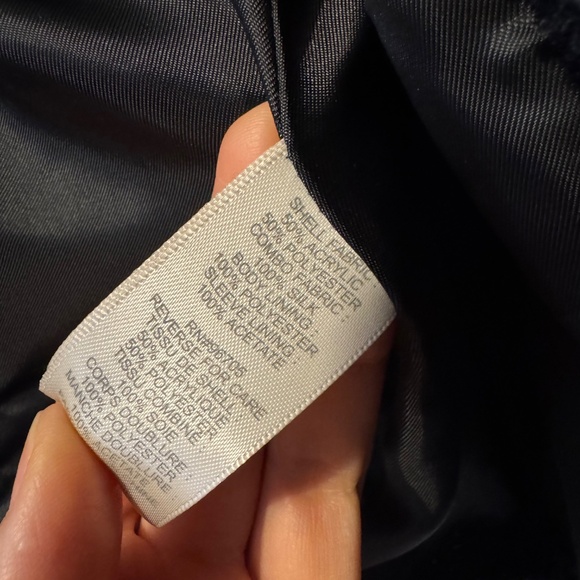 SHELL FABRIC:
50% ACRYLIC
50% POLYESTER
COMBO FABRIC:
100% SILK
BODY LINING:
100% POLYESTER
SLEEVE LINING:
100% ACETATE
REVERSE FOR CARE
TISSU DE SHELL
50% ACRYLIQUE
50% POLYESTER
TISSU COMBINE:
100% SOIE
CORPS DOUBLURE:
100% POLYESTER
MANCHE DOUBLURE
100%